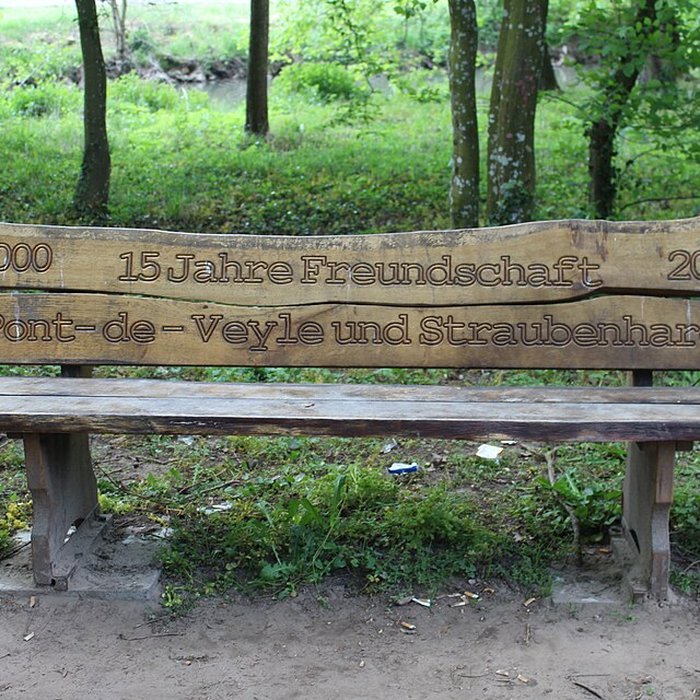 000 15 Jahre Freundschaft 20
Pont-de-Veyle und Straubenhar